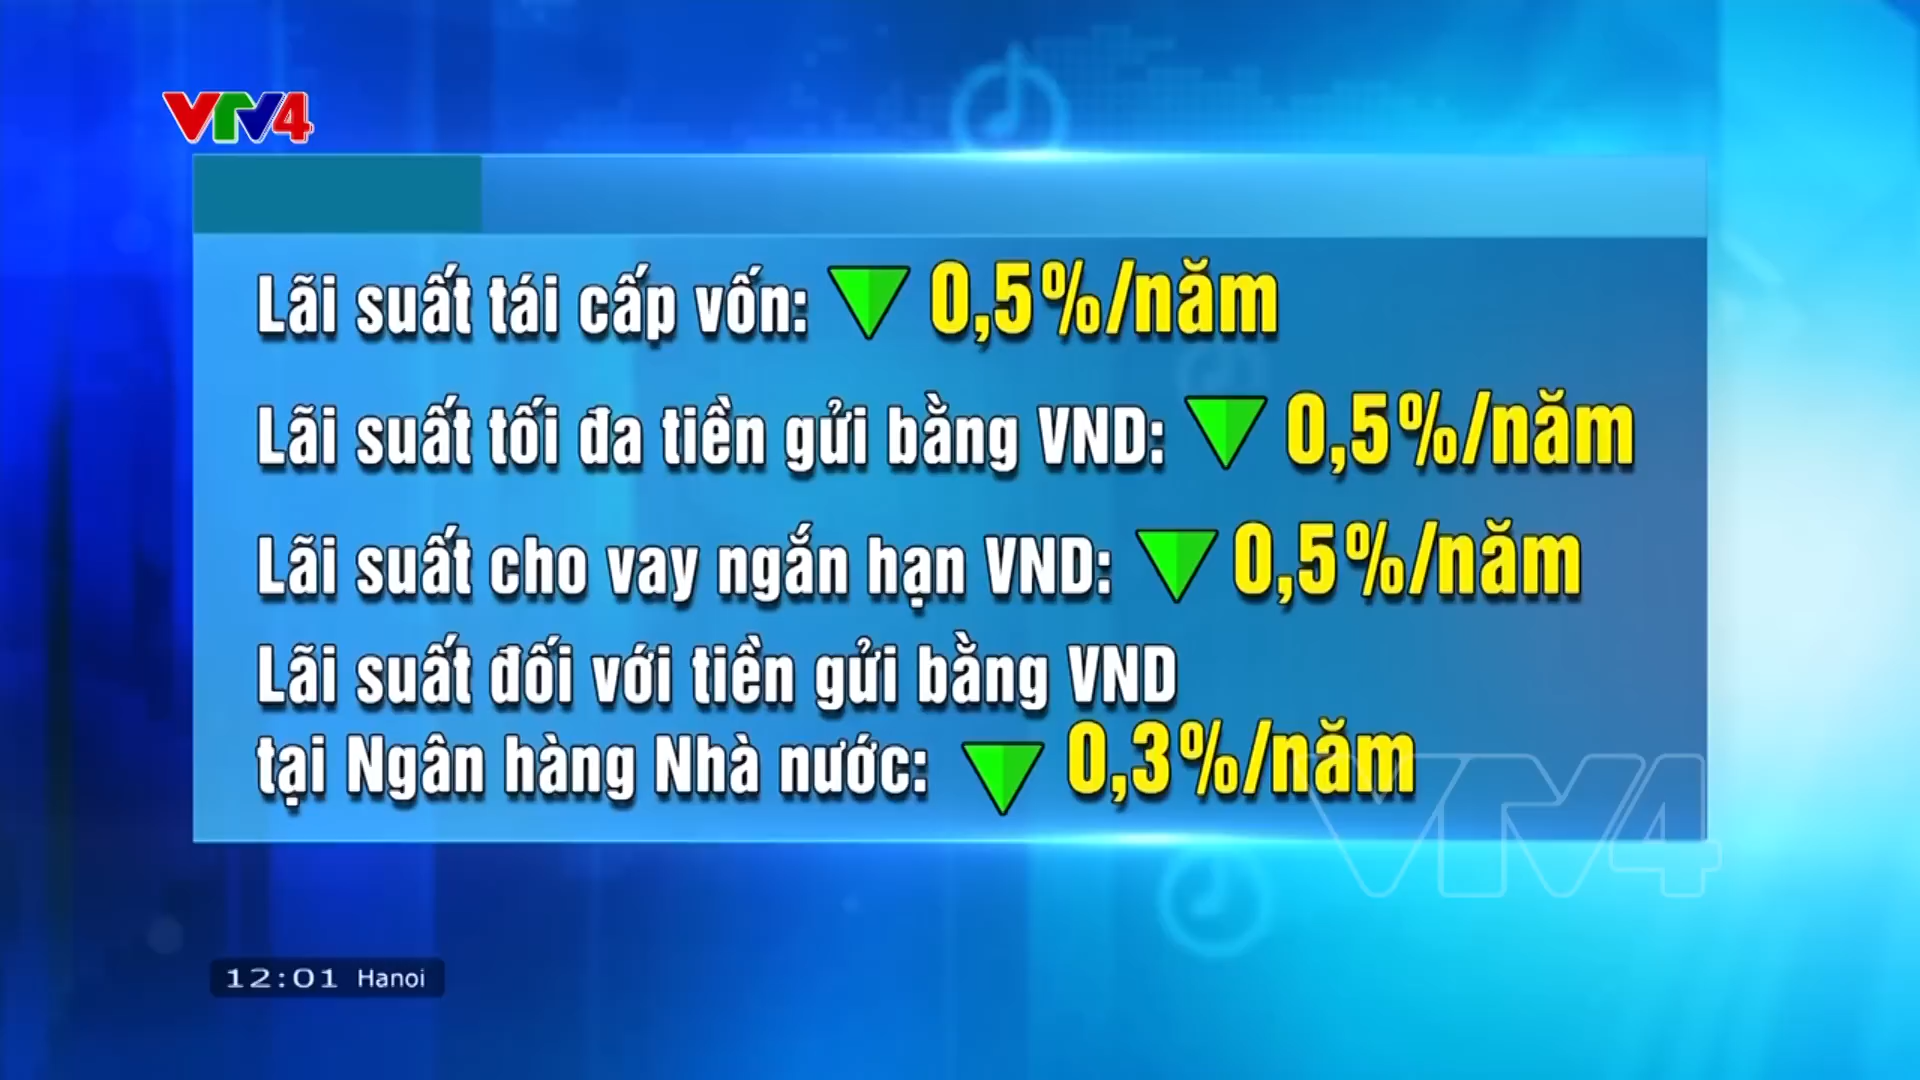 VTV4
Lãi suất tái cấp vốn: ▼ 0,5%/năm
Lãi suất tối đa tiền gửi bằng VND: ▼ 0,5%/năm
Lãi suất cho vay ngắn hạn VND: ▼ 0,5%/năm
Lãi suất đối với tiền gửi bằng VND
tại Ngân hàng Nhà nước: ▼ 0,3%/năm
VTV4
12:01 Hanoi